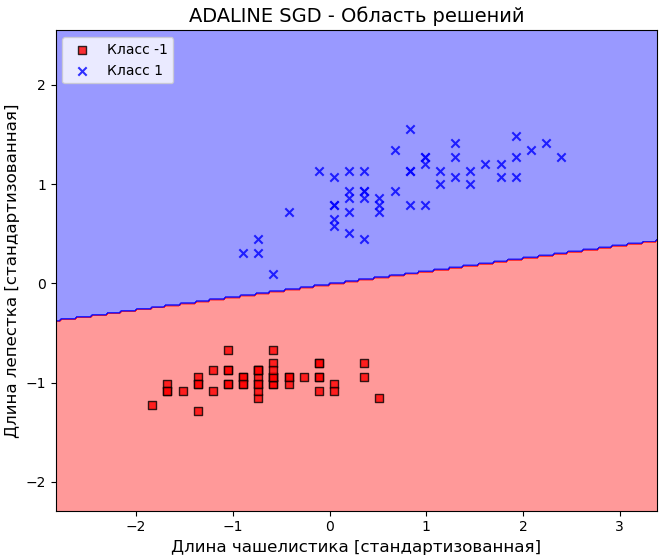 ADALINE SGD - Область решений
Класс -1
Класс 1
Длина лепестка [стандартизованная]
2
1
0
−1
−2
−2
−1
0
1
2
3
Длина чашелистика [стандартизованная]